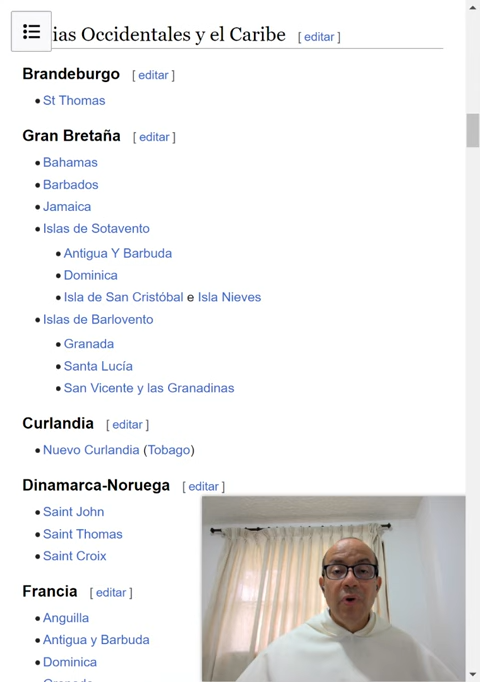 ias Occidentales y el Caribe [ editar ]
Brandeburgo [ editar ]
• St Thomas
Gran Bretaña [ editar ]
• Bahamas
• Barbados
• Jamaica
• Islas de Sotavento
• Antigua Y Barbuda
• Dominica
• Isla de San Cristóbal e Isla Nieves
• Islas de Barlovento
• Granada
• Santa Lucía
• San Vicente y las Granadinas
Curlandia [ editar ]
• Nuevo Curlandia (Tobago)
Dinamarca-Noruega [ editar ]
• Saint John
• Saint Thomas
• Saint Croix
Francia [ editar ]
• Anguilla
• Antigua y Barbuda
• Dominica